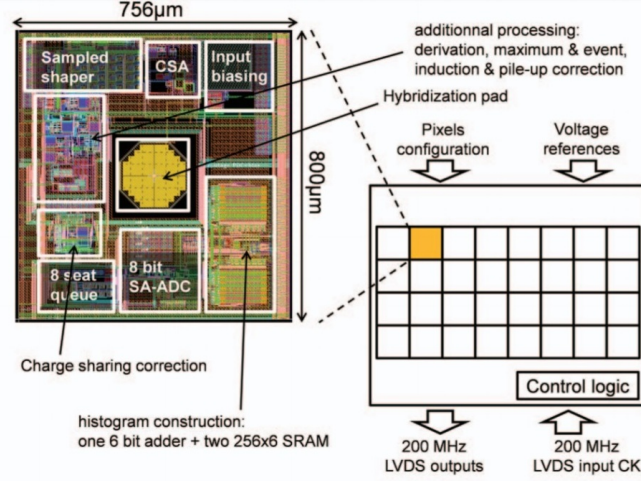 756µm
Sampled
shaper
CSA
Input
biasing
8 seat
queue
8 bit
SA-ADC
800µm
additionnal processing:
derivation, maximum & event,
induction & pile-up correction
Hybridization pad
Pixels
configuration
Voltage
references
Control logic
200 MHz
LVDS outputs
200 MHz
LVDS input CK
Charge sharing correction
histogram construction:
one 6 bit adder + two 256x6 SRAM